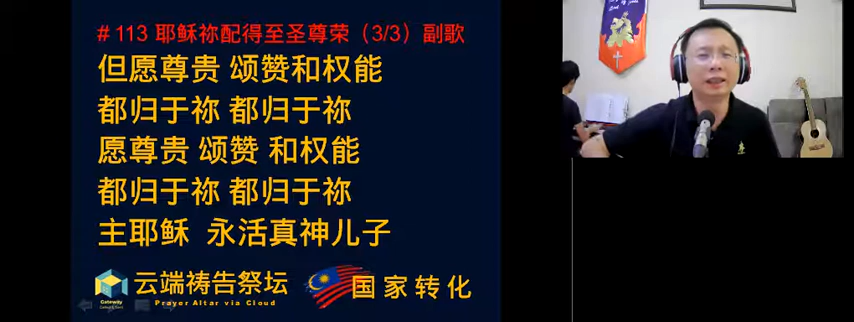 # 113 耶稣祢配得至圣尊荣（3/3）副歌
但愿尊贵 颂赞和权能
都归于祢 都归于祢
愿尊贵 颂赞 和权能
都归于祢 都归于祢
主耶稣 永活真神儿子
云端祷告祭坛
Prayer Altar via Cloud
Gateway
国家转化